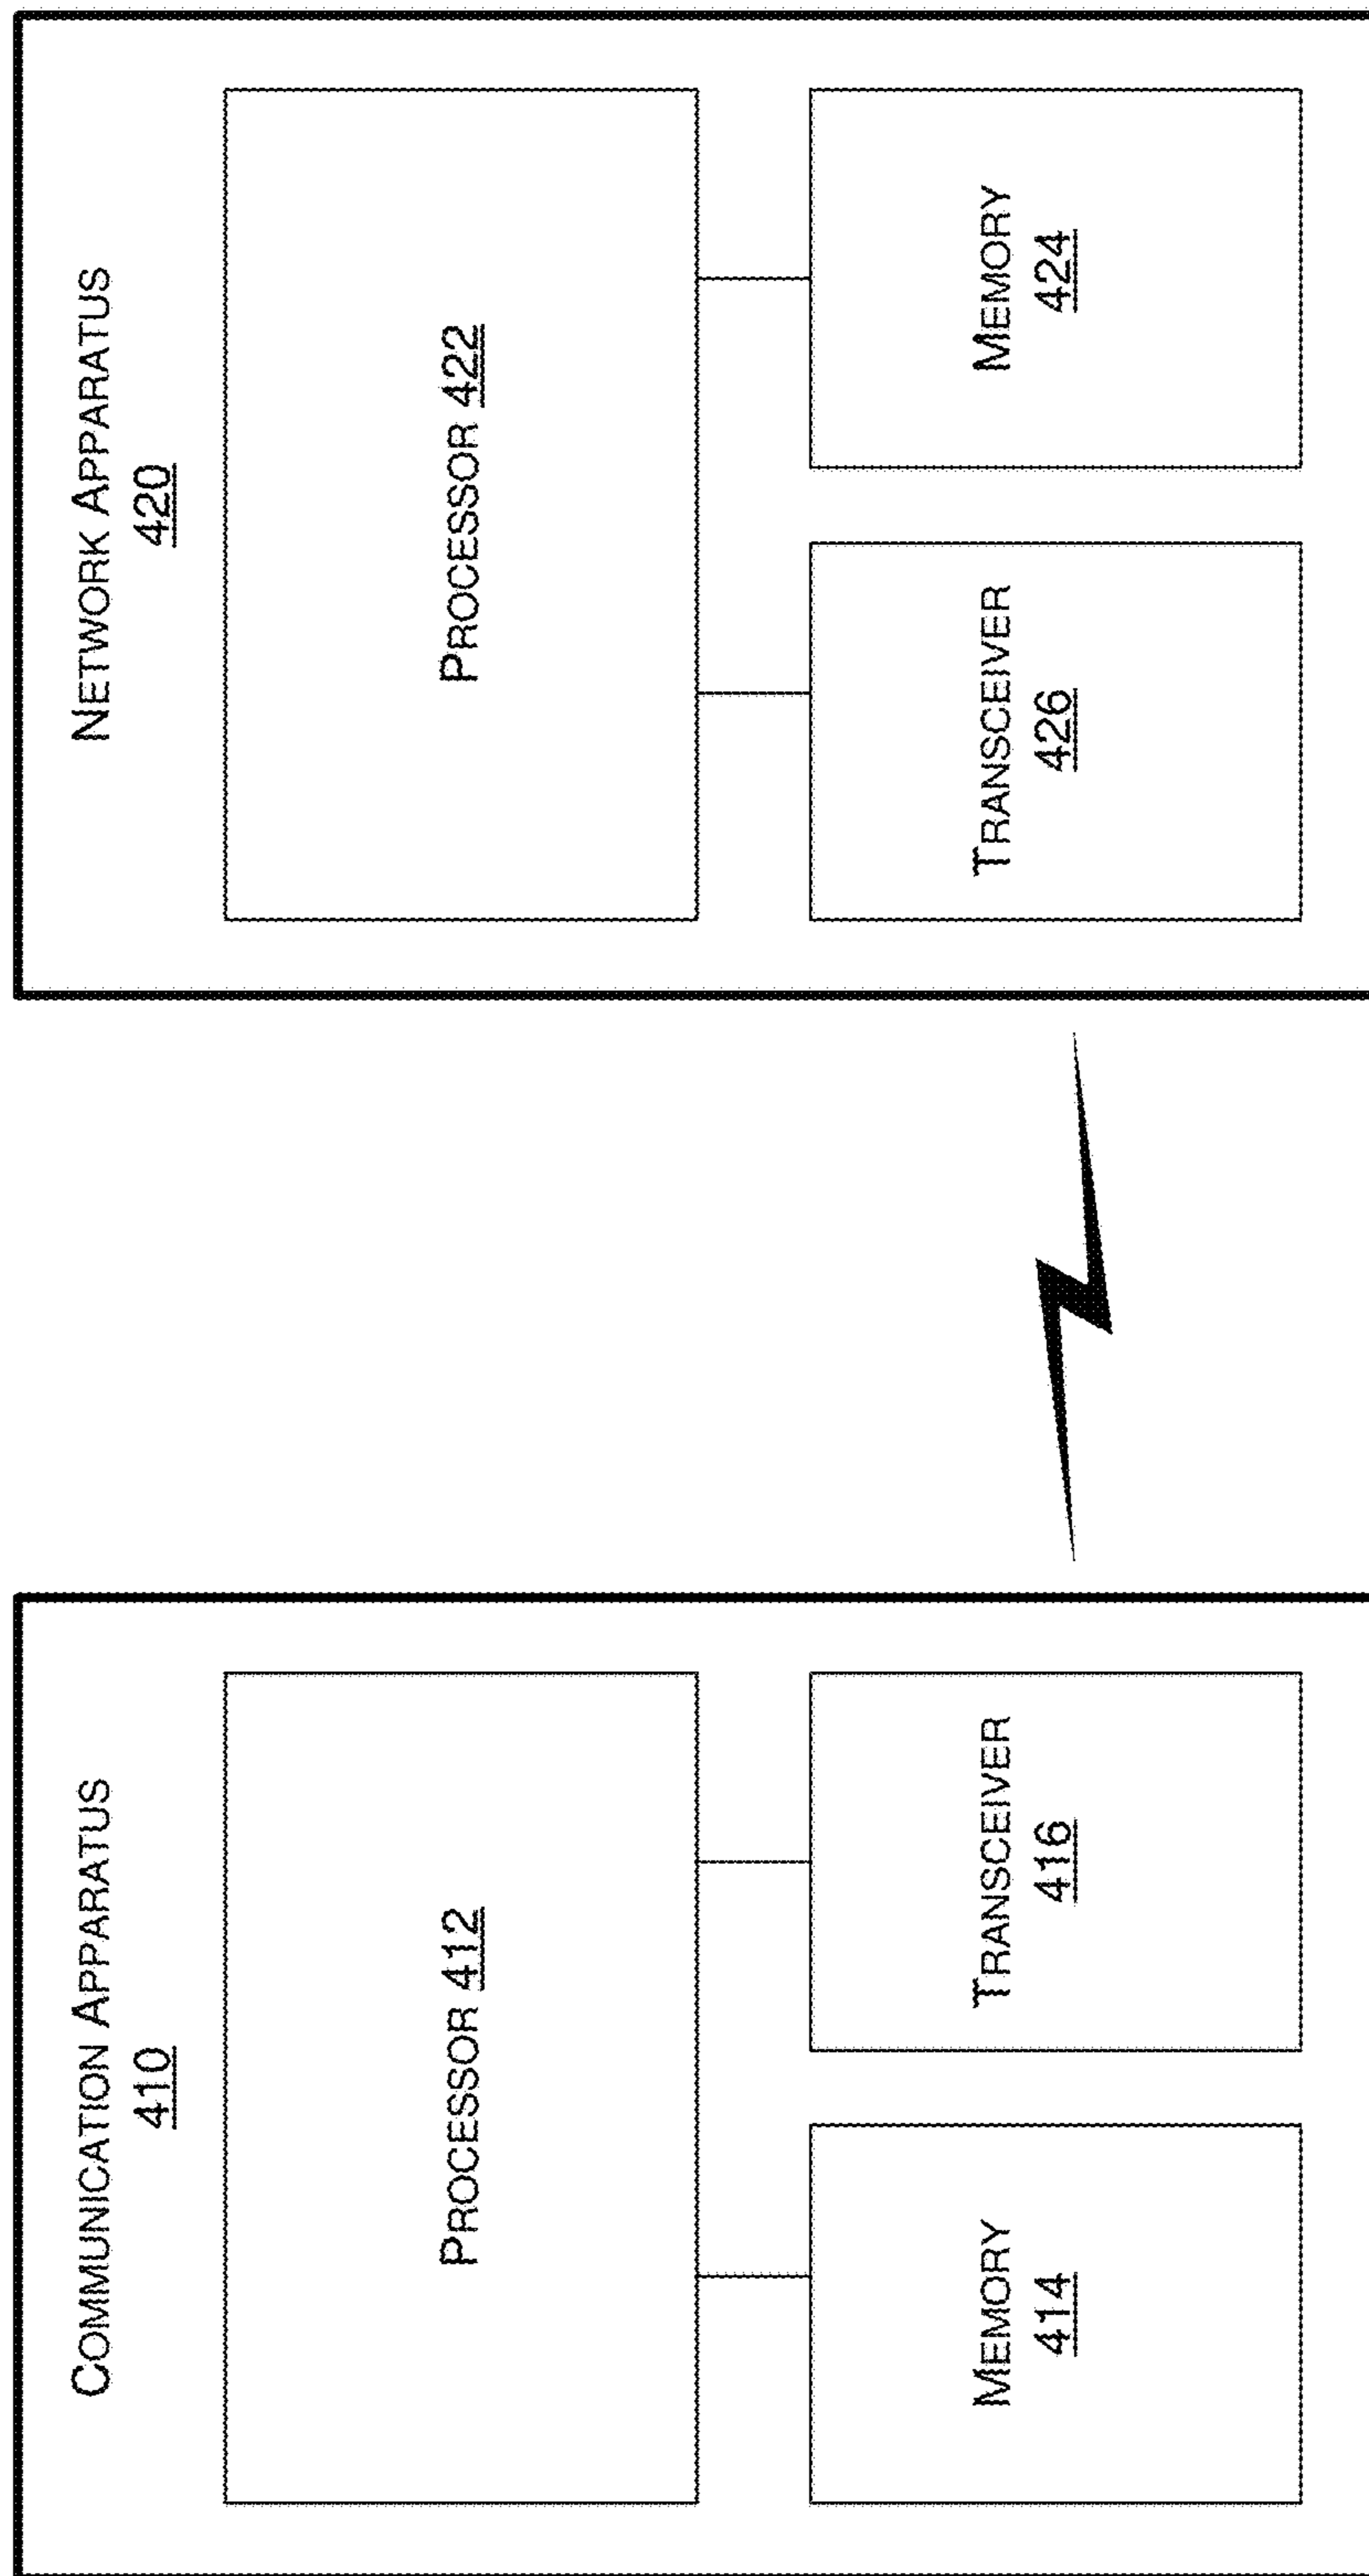 COMMUNICATION APPARATUS
410
PROCESSOR 412
MEMORY
414
TRANSCEIVER
416
NETWORK APPARATUS
420
PROCESSOR 422
TRANSCEIVER
426
MEMORY
424